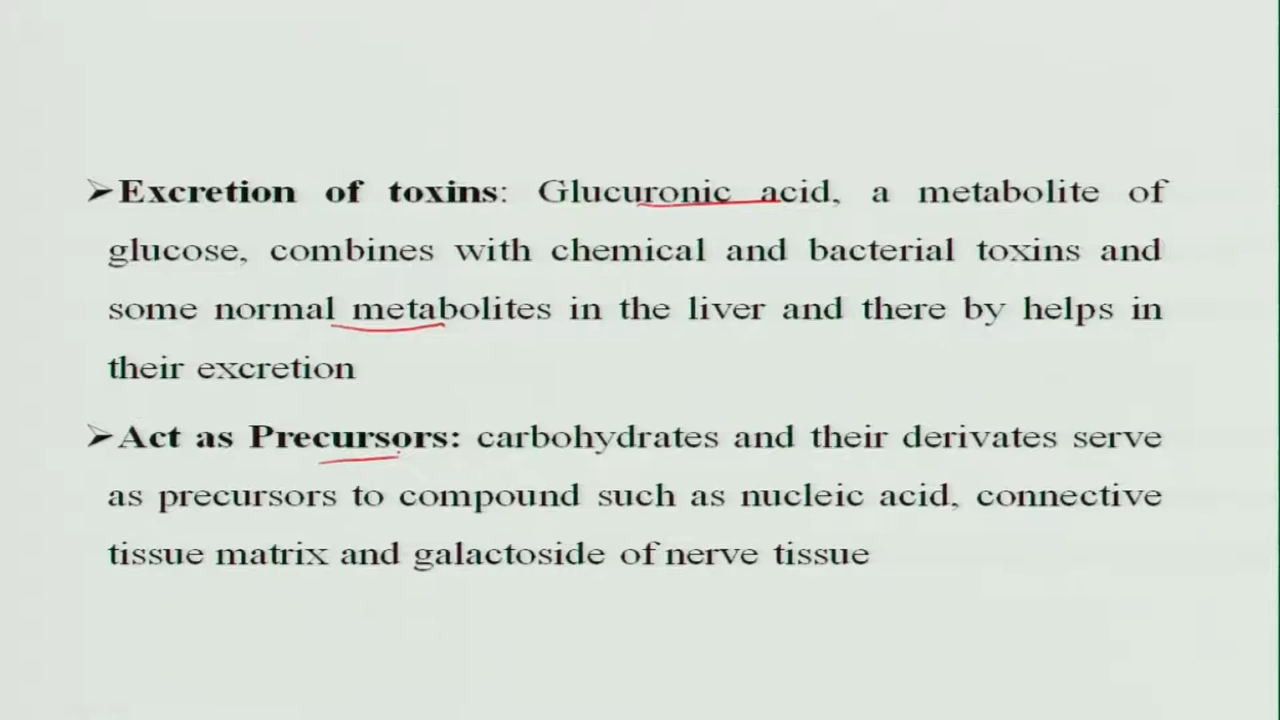 ➢Excretion of toxins: Glucuronic acid, a metabolite of
glucose, combines with chemical and bacterial toxins and
some normal metabolites in the liver and there by helps in
their excretion
➢Act as Precursors: carbohydrates and their derivates serve
as precursors to compound such as nucleic acid, connective
tissue matrix and galactoside of nerve tissue